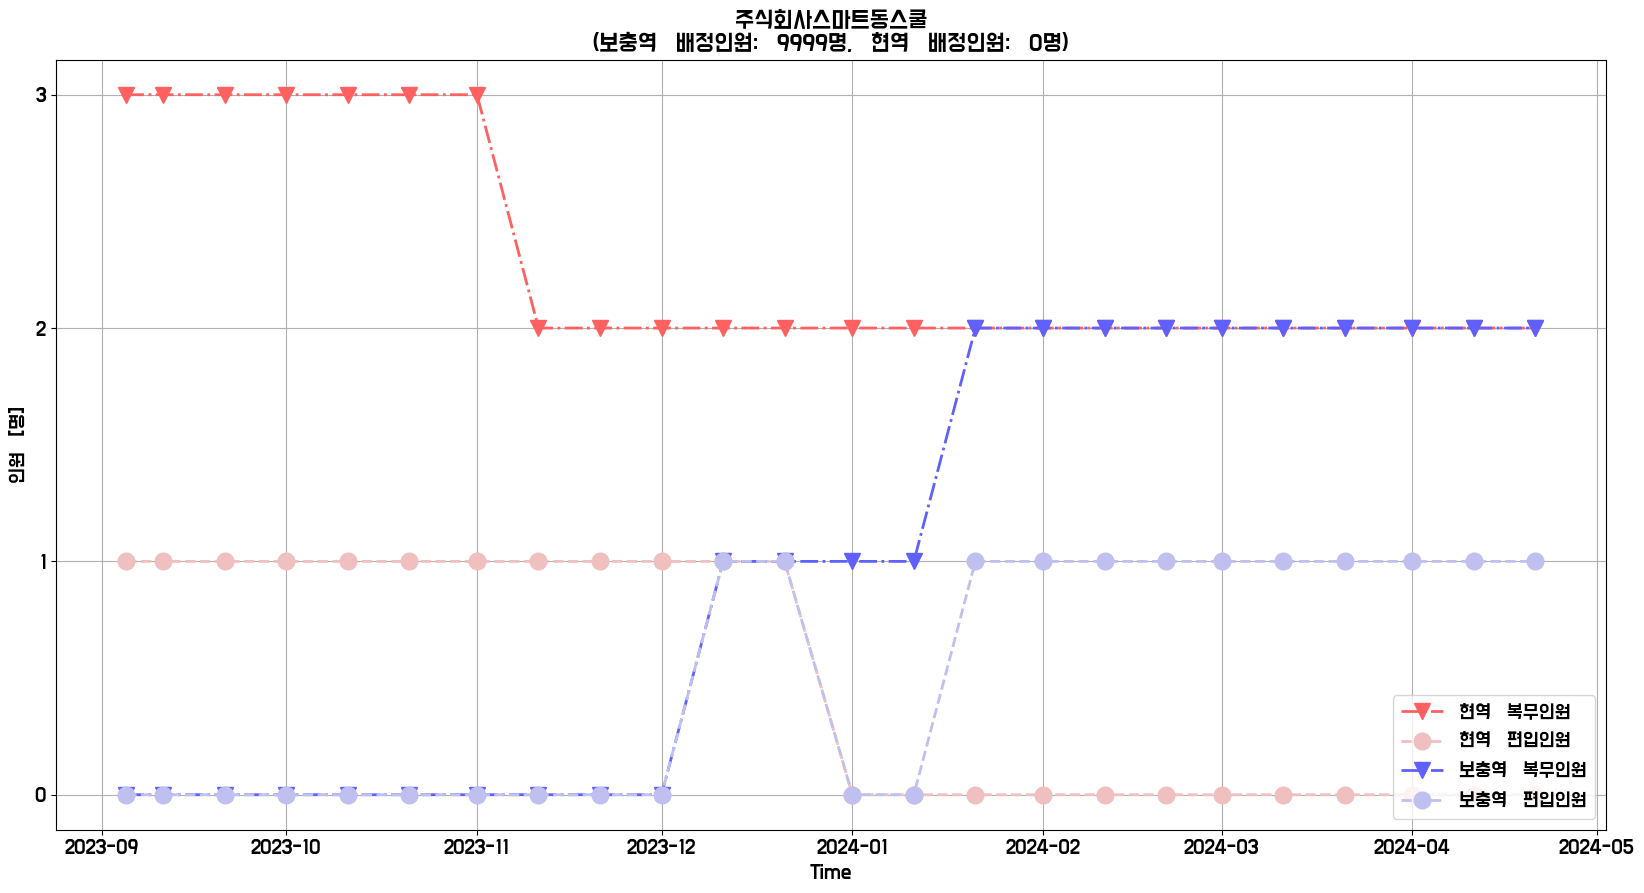 주식회사스마트동스쿨
(보충역 배정인원: 9999명, 현역 배정인원: 0명)
3
2
1
0
인원 [명]
2023-09
2023-10
2023-11
2023-12
2024-01
2024-02
2024-03
2024-04
2024-05
Time
현역 복무인원
현역 편입인원
보충역 복무인원
보충역 편입인원